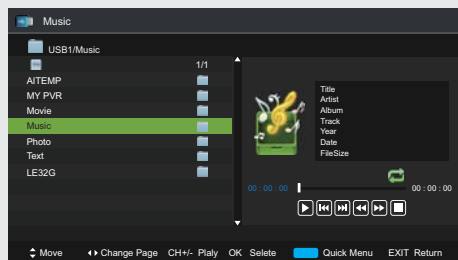 Music
USB1/Music
1/1
AITEMP
MY PVR
Movie
Music
Photo
Text
LE32G
Title
Artist
Album
Track
Year
Date
FileSize
00 : 00 : 00 00 : 00 : 00
Move Change Page CH+/- Plaly OK Selete Quick Menu EXIT Return